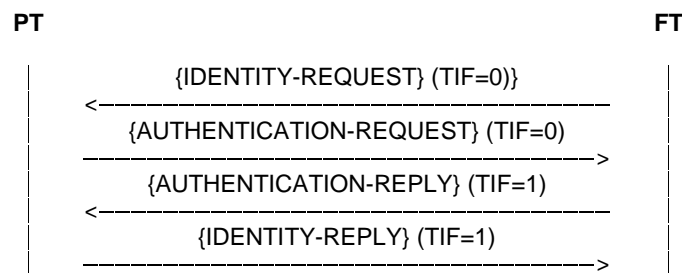 PT FT
{IDENTITY-REQUEST} (TIF=0)}
{AUTHENTICATION-REQUEST} (TIF=0)
{AUTHENTICATION-REPLY} (TIF=1)
{IDENTITY-REPLY} (TIF=1)